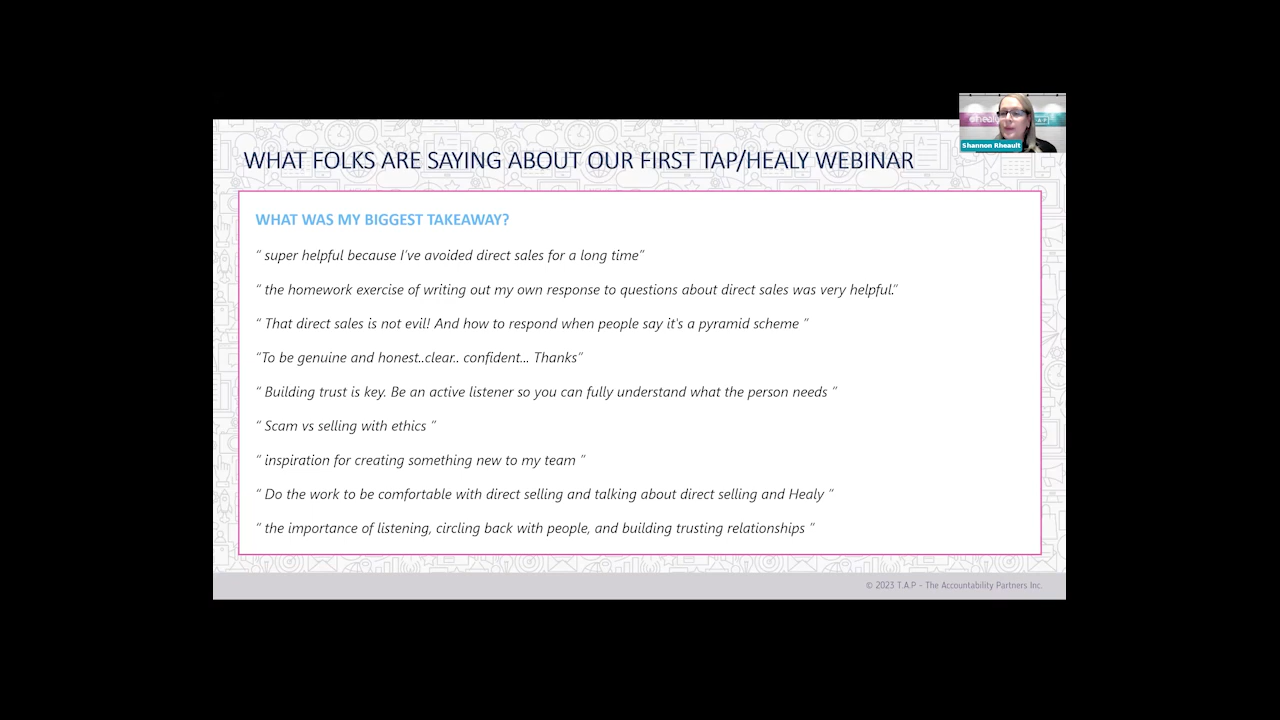 WHAT FOLKS ARE SAYING ABOUT OUR FIRST TAP/HEALY WEBINAR
healy
T.A.P
Shannon Rheault
WHAT WAS MY BIGGEST TAKEAWAY?
“ super helpful because I’ve avoided direct sales for a long time”
“ the homework exercise of writing out my own response to questions about direct sales was very helpful.”
“ That direct sales is not evil. And how to respond when people say it's a pyramid scheme ”
“To be genuine and honest..clear.. confident... Thanks”
“ Building trust is key. Be an active listener so you can fully understand what the person needs ”
“ Scam vs selling with ethics ”
“ Inspiration for creating something new to my team ”
“ Do the work to be comfortable with direct selling and talking about direct selling and Healy ”
“ the importance of listening, circling back with people, and building trusting relationships ”
© 2023 T.A.P - The Accountability Partners Inc.